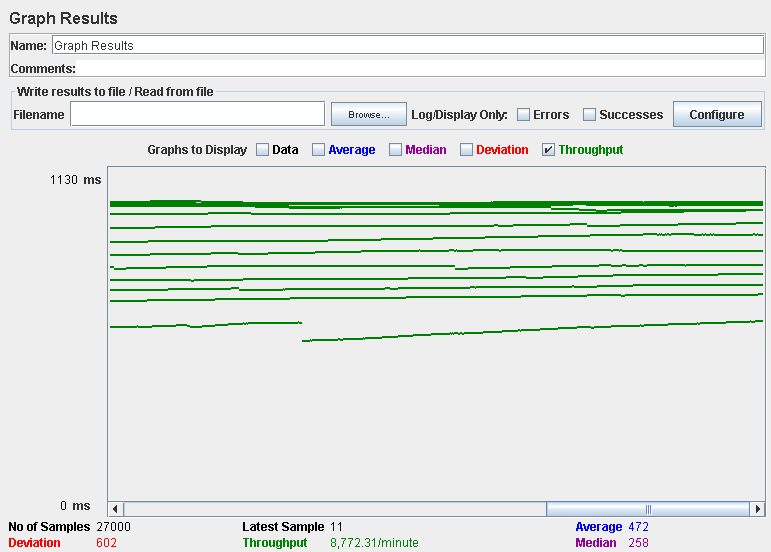 Graph Results
Name: Graph Results
Comments:
Write results to file / Read from file
Filename Browse... Log/Display Only: Errors Successes Configure
Graphs to Display Data Average Median Deviation Throughput
1130 ms
0 ms
No of Samples 27000 Latest Sample 11 Average 472
Deviation 602 Throughput 8,772.31/minute Median 258